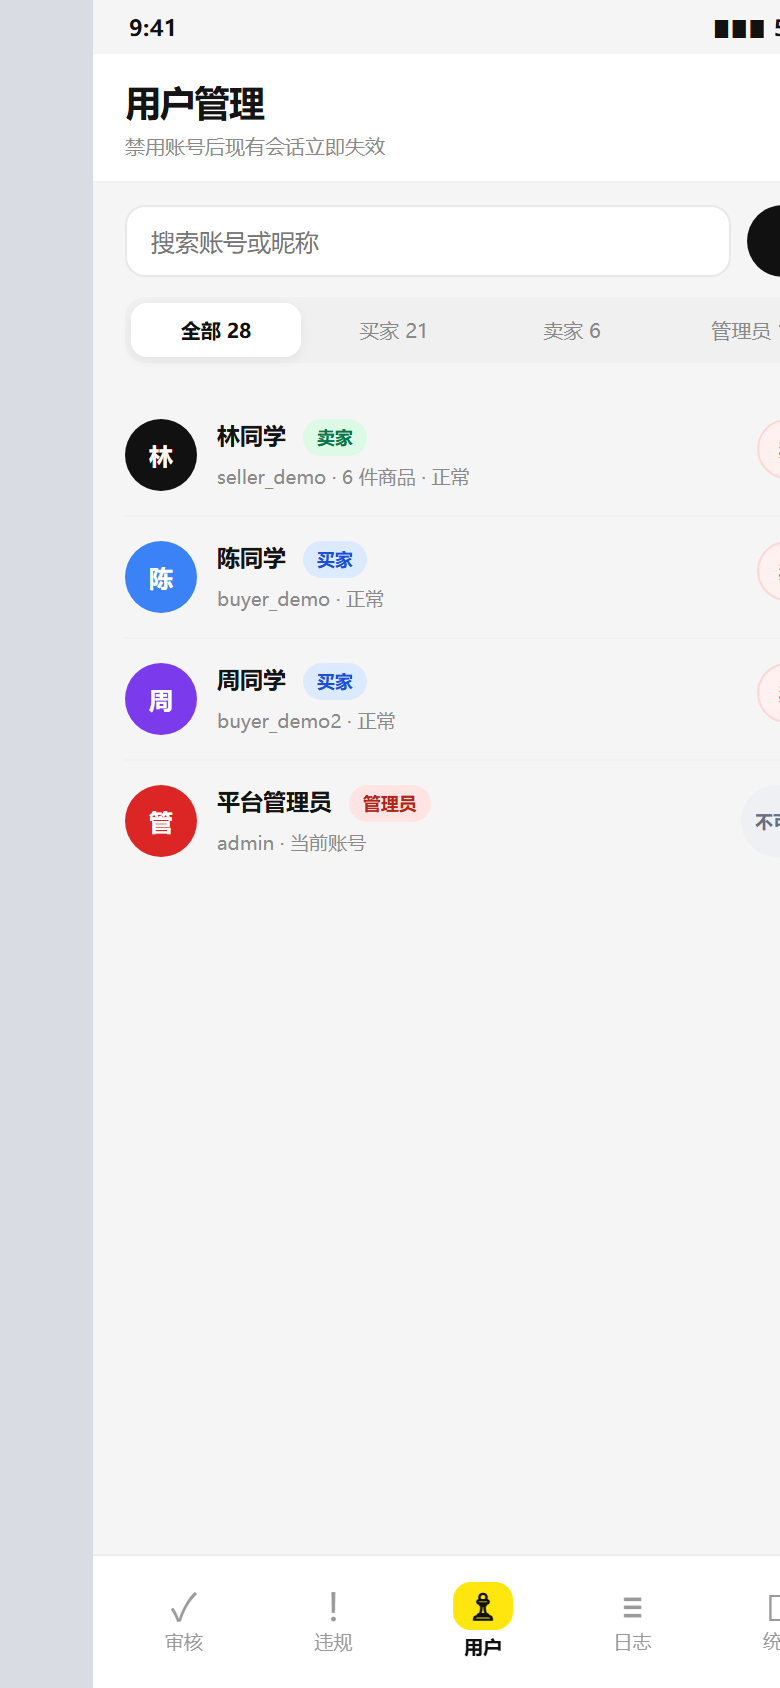 9:41
用户管理
禁用账号后现有会话立即失效
搜索账号或昵称
全部 28 买家 21 卖家 6 管理员
林同学 卖家
seller_demo · 6 件商品 · 正常
陈同学 买家
buyer_demo · 正常
周同学 买家
buyer_demo2 · 正常
平台管理员 管理员
管
admin · 当前账号
林
陈
周
不可
审核 违规 用户 日志 统